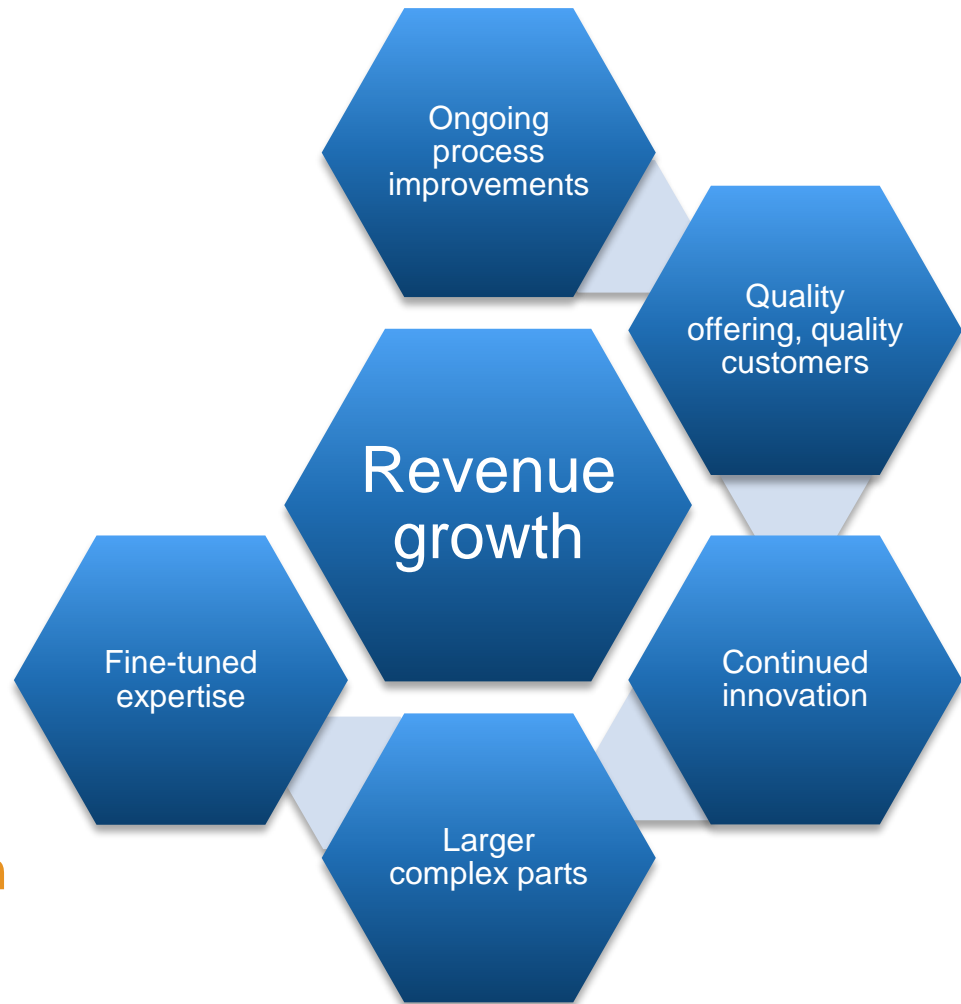 Ongoing
process
improvements
Quality
offering, quality
customers
Revenue
growth
Fine-tuned
expertise
Continued
innovation
Larger
complex parts